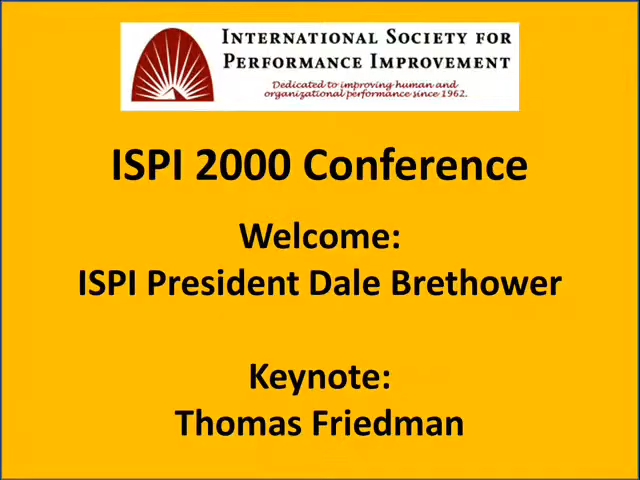 INTERNATIONAL SOCIETY FOR
PERFORMANCE IMPROVEMENT
Dedicated to improving human and
organizational performance since 1962.
ISPI 2000 Conference
Welcome:
ISPI President Dale Brethower
Keynote:
Thomas Friedman